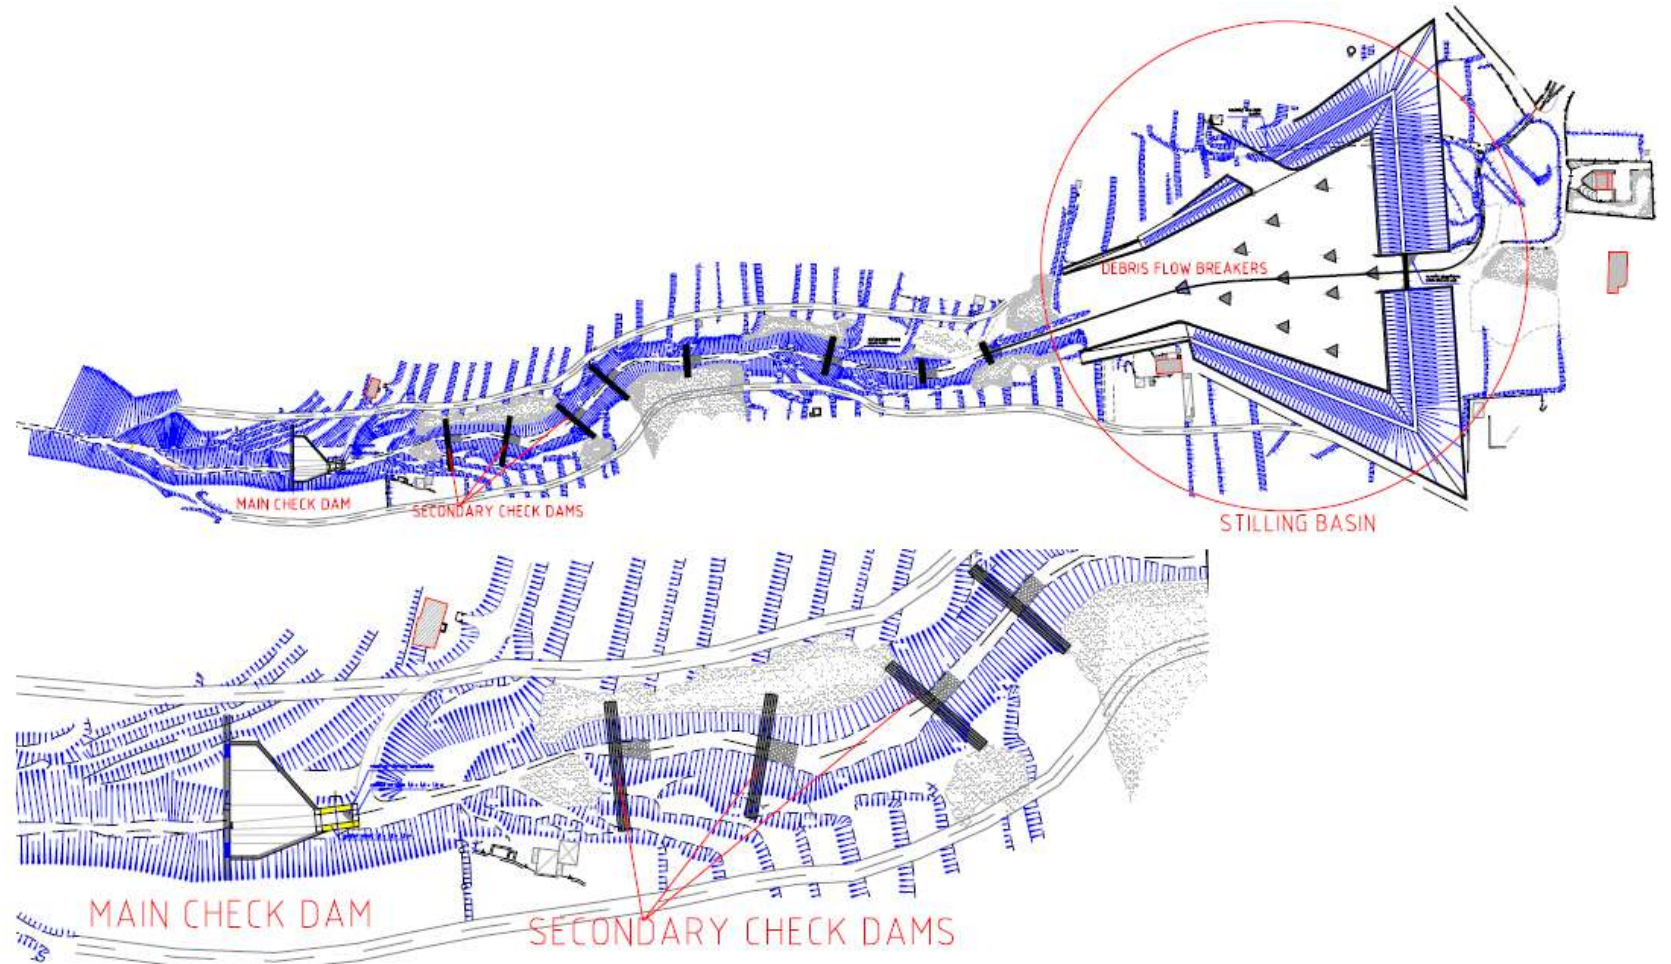 DEBRIS FLOW BREAKERS
MAIN CHECK DAM
SECONDARY CHECK DAMS
STILLING BASIN
MAIN CHECK DAM
SECONDARY CHECK DAMS